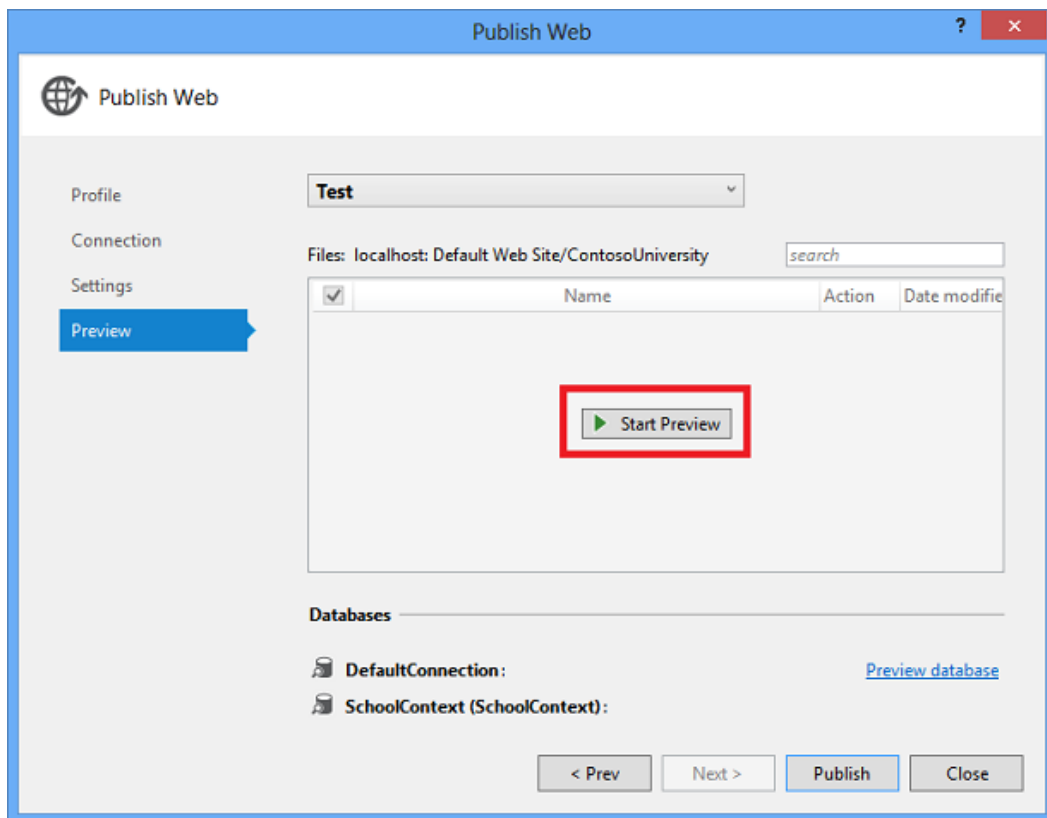 Publish Web
?
Publish Web
Profile
Connection
Settings
Preview
Test
Files: localhost: Default Web Site/ContosoUniversity
search
Name Action Date modifie
Start Preview
Databases
DefaultConnection: Preview database
SchoolContext (SchoolContext):
< Prev Next > Publish Close